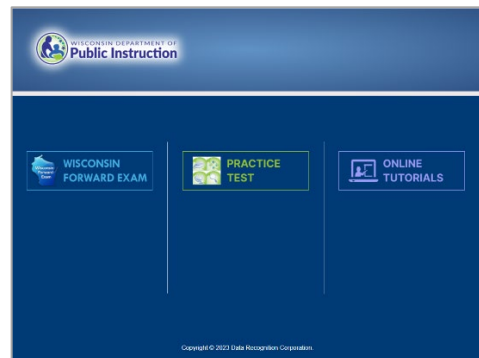 WISCONSIN DEPARTMENT OF
Public Instruction
WISCONSIN
FORWARD EXAM
PRACTICE
TEST
ONLINE
TUTORIALS
Copyright © 2023 Data Recognition Corporation.